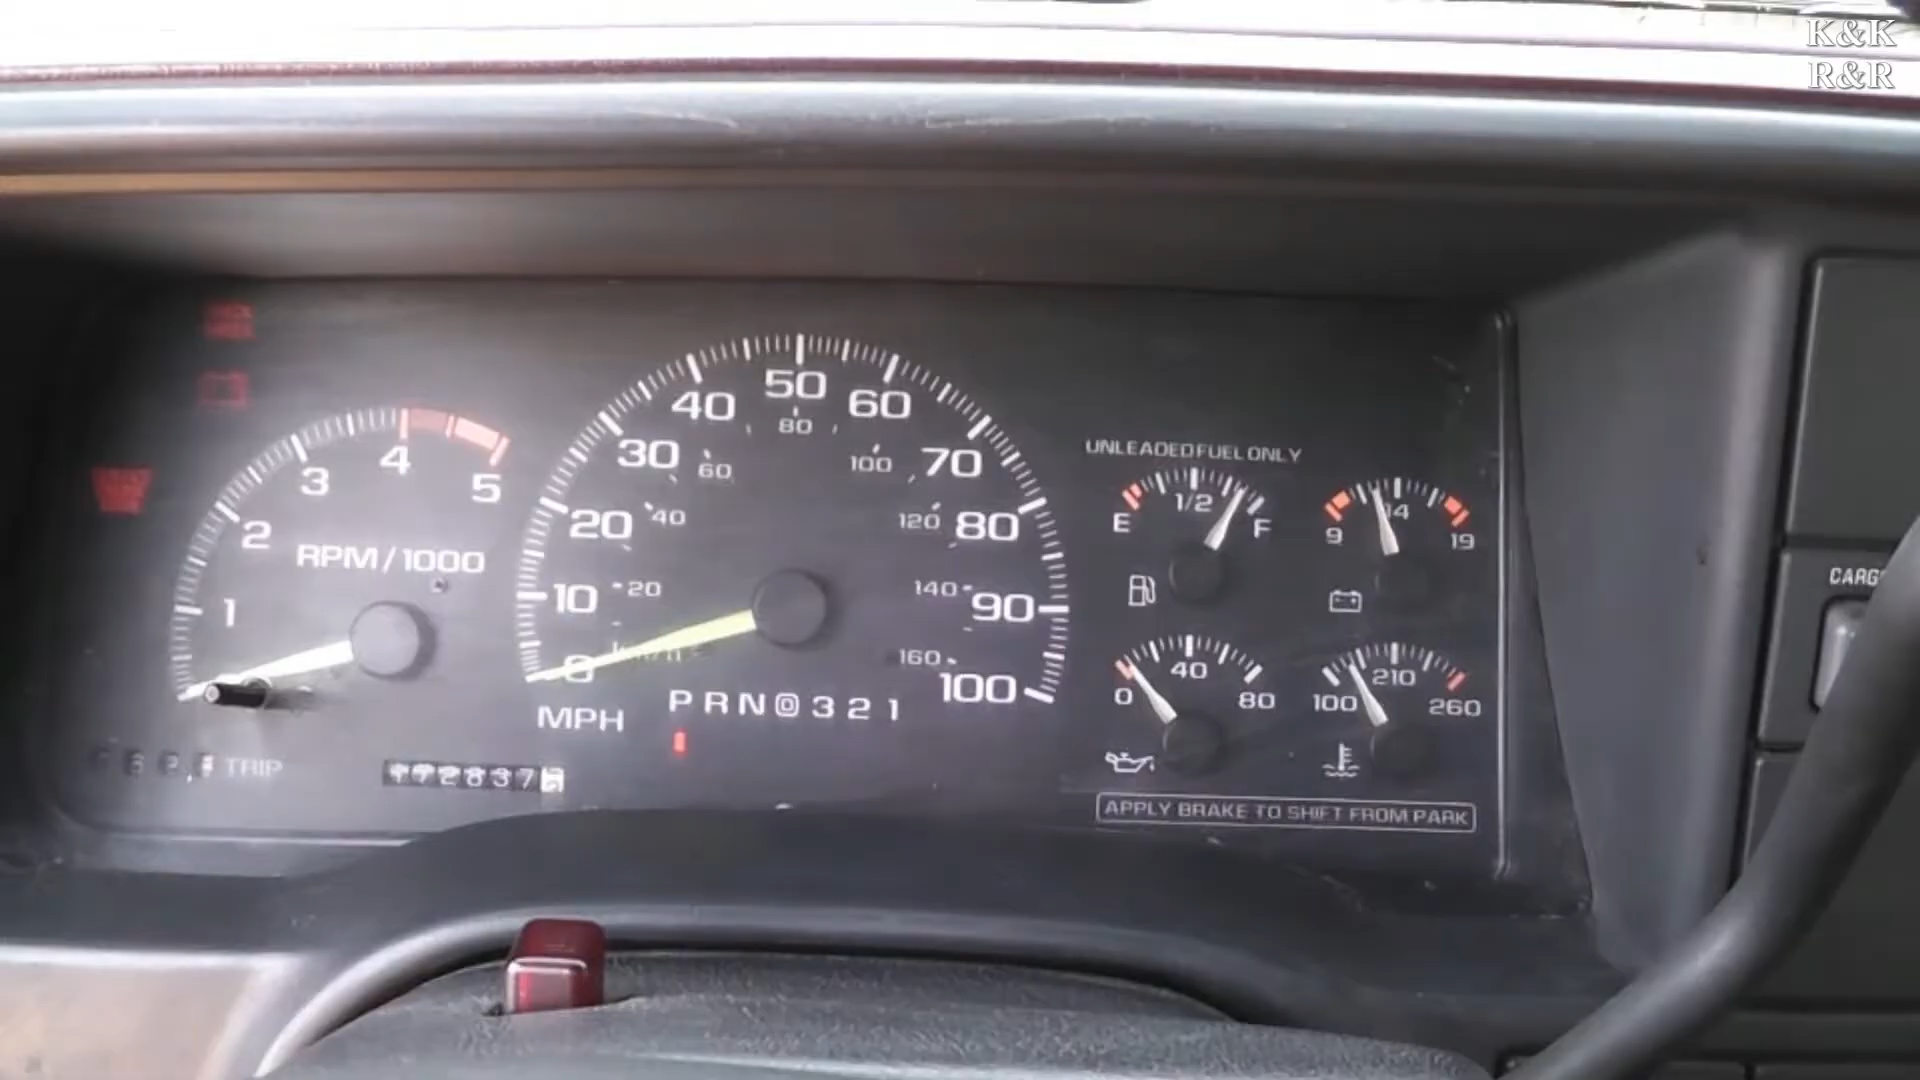 K&K
R&R
50
40 60
80
30 70
60 100
UNLEADED FUEL ONLY
4
3 5
2
20 80
40 120
1/2
E F
14
9 19
RPM/1000
1
10 90
20 140
0 100
km/h 160
MPH
P R N D 3 2 1
40
0 80
210
100 260
TRIP
APPLY BRAKE TO SHIFT FROM PARK
CARG